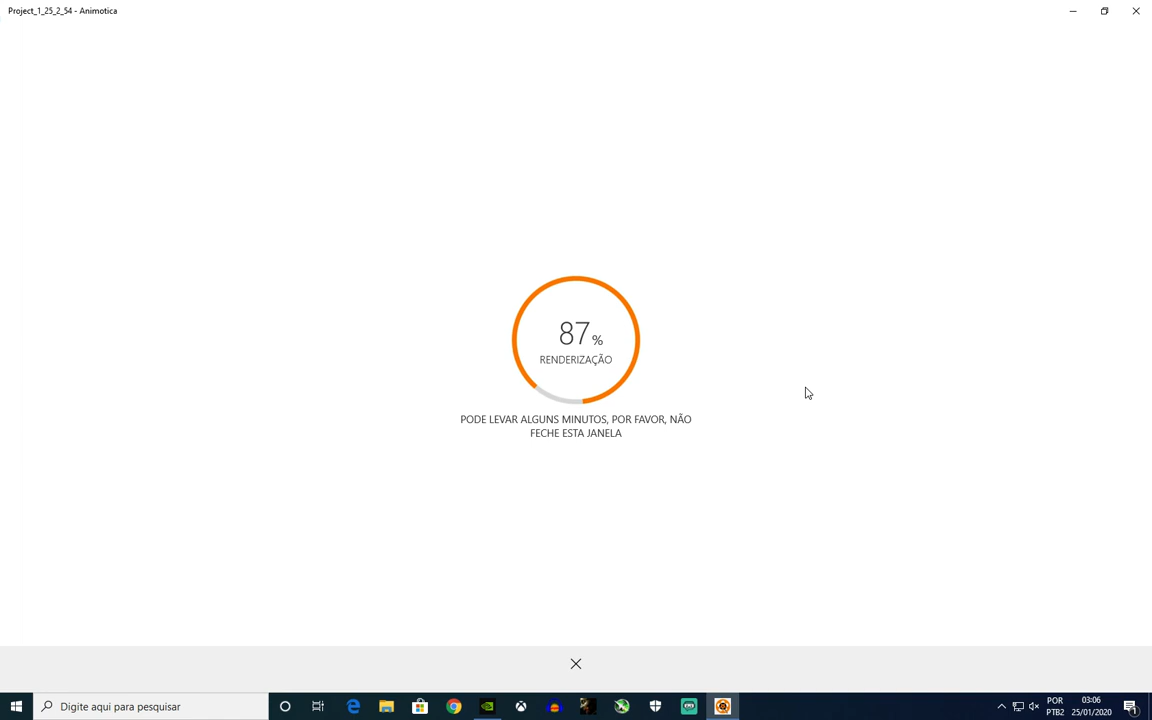 Project_1_25_2_54 - Animotica
87%
RENDERIZAÇÃO
PODE LEVAR ALGUNS MINUTOS, POR FAVOR, NÃO
FECHE ESTA JANELA
Digite aqui para pesquisar
POR
PTB2
03:06
25/01/2020
1